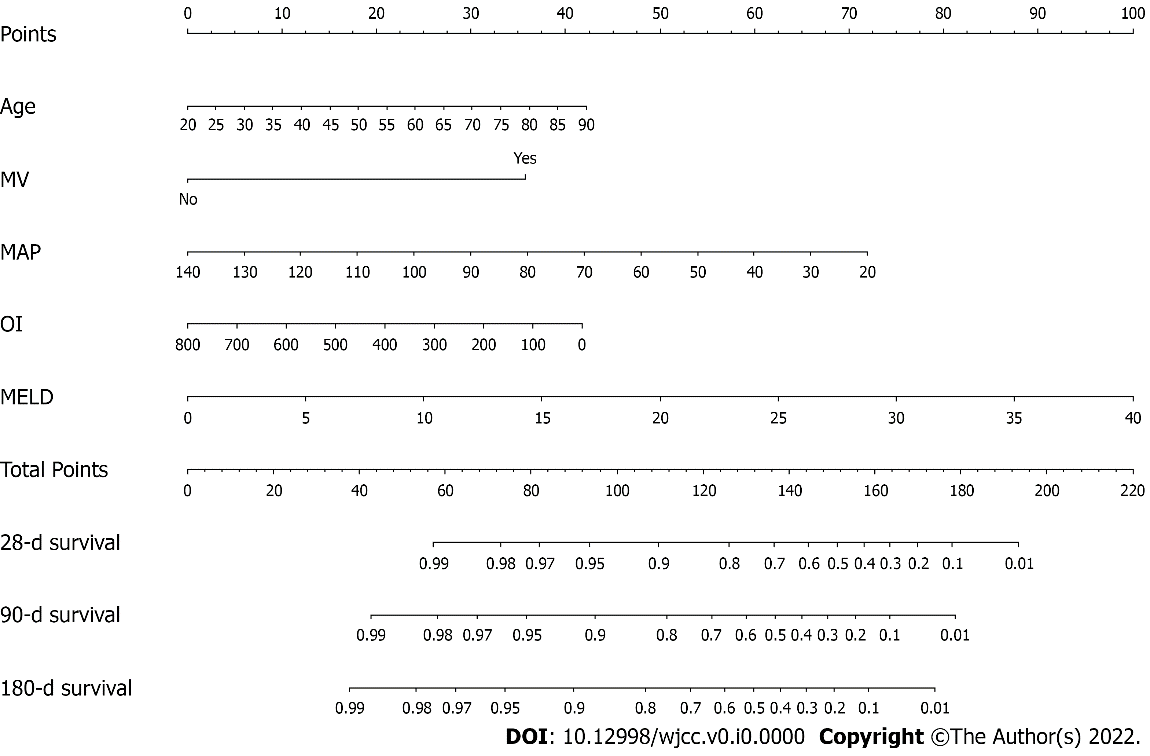 0 10 20 30 40 50 60 70 80 90 100
Points
Age
20 25 30 35 40 45 50 55 60 65 70 75 80 85 90
Yes
MV
No
MAP
140 130 120 110 100 90 80 70 60 50 40 30 20
OI
800 700 600 500 400 300 200 100 0
MELD
0 5 10 15 20 25 30 35 40
Total Points
0 20 40 60 80 100 120 140 160 180 200 220
28-d survival
0.99 0.98 0.97 0.95 0.9 0.8 0.7 0.6 0.5 0.4 0.3 0.2 0.1 0.01
90-d survival
0.99 0.98 0.97 0.95 0.9 0.8 0.7 0.6 0.5 0.4 0.3 0.2 0.1 0.01
180-d survival
0.99 0.98 0.97 0.95 0.9 0.8 0.7 0.6 0.5 0.4 0.3 0.2 0.1 0.01
DOI: 10.12998/wjcc.v0.i0.0000 Copyright ©The Author(s) 2022.